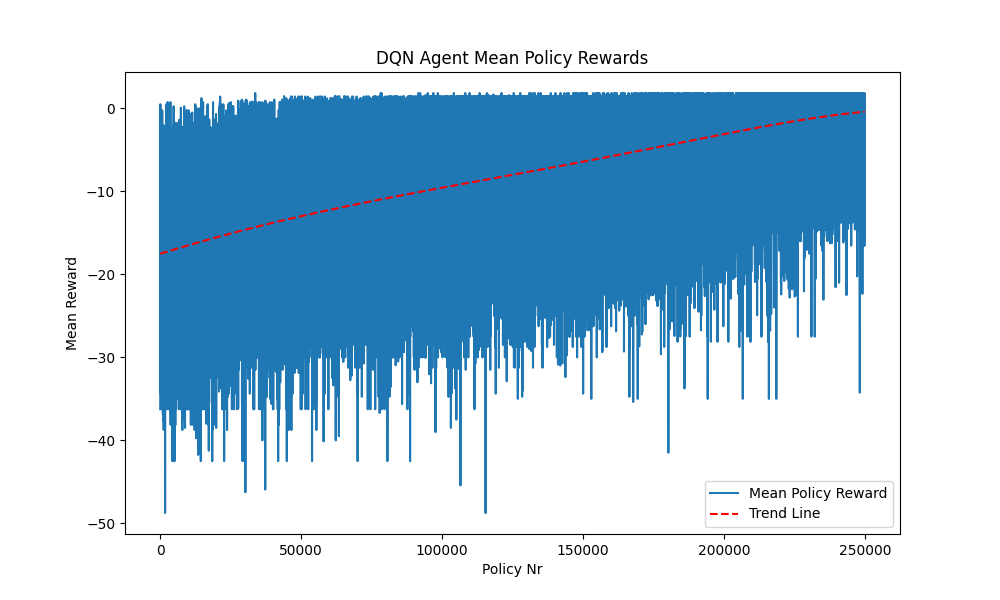 DQN Agent Mean Policy Rewards
0
−10
−20
−30
−40
−50
Mean Reward
0
50000
100000
150000
200000
250000
Policy Nr
Mean Policy Reward
Trend Line